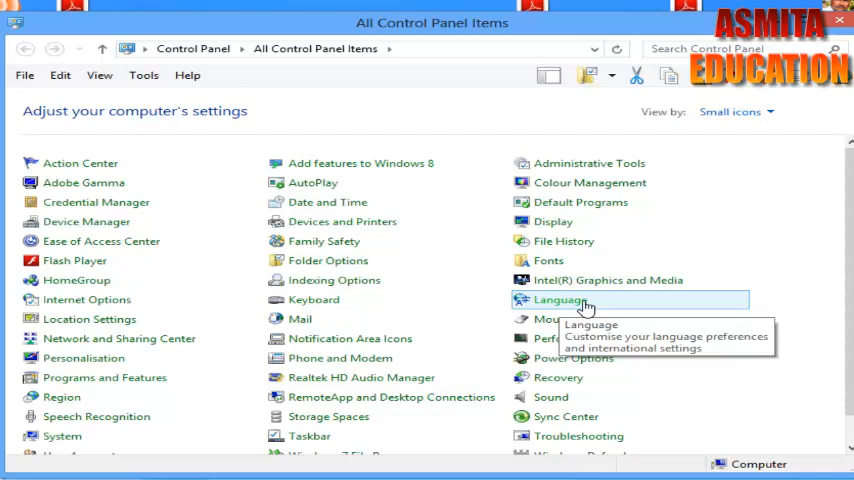 All Control Panel Items
ASMITA
EDUCATION
Control Panel
All Control Panel Items
Search Control Panel
File
Edit
View
Tools
Help
Adjust your computer's settings
View by:
Small icons
Action Center
Add features to Windows 8
Administrative Tools
Adobe Gamma
AutoPlay
Colour Management
Credential Manager
Date and Time
Default Programs
Device Manager
Devices and Printers
Display
Ease of Access Center
Family Safety
File History
Flash Player
Folder Options
Fonts
HomeGroup
Indexing Options
Intel(R) Graphics and Media
Internet Options
Keyboard
Language
Location Settings
Mail
Language
Customise your language preferences
and international settings
Network and Sharing Center
Notification Area Icons
Personalisation
Phone and Modem
Power Options
Programs and Features
Realtek HD Audio Manager
Recovery
Region
RemoteApp and Desktop Connections
Sound
Speech Recognition
Storage Spaces
Sync Center
System
Taskbar
Troubleshooting
Computer